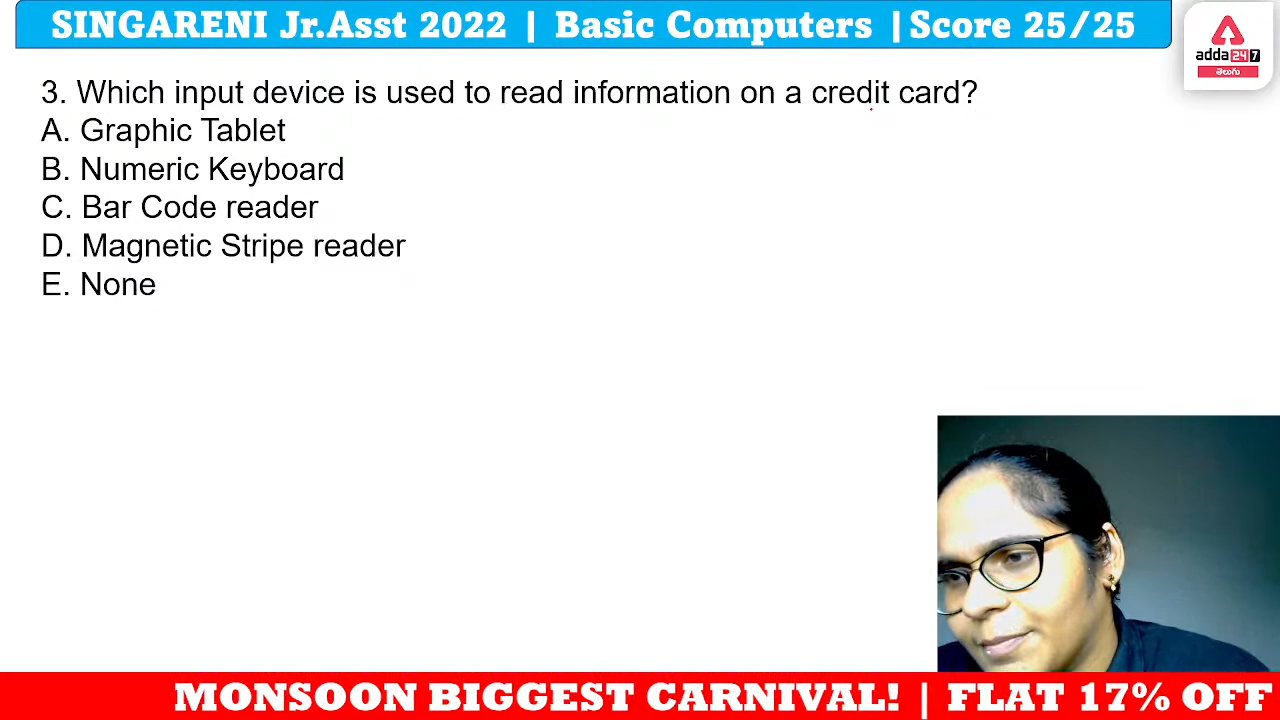 SINGARENI Jr.Asst 2022 | Basic Computers |Score 25/25
adda247
తెలుగు
3. Which input device is used to read information on a credit card?
A. Graphic Tablet
B. Numeric Keyboard
C. Bar Code reader
D. Magnetic Stripe reader
E. None
MONSOON BIGGEST CARNIVAL! | FLAT 17% OFF